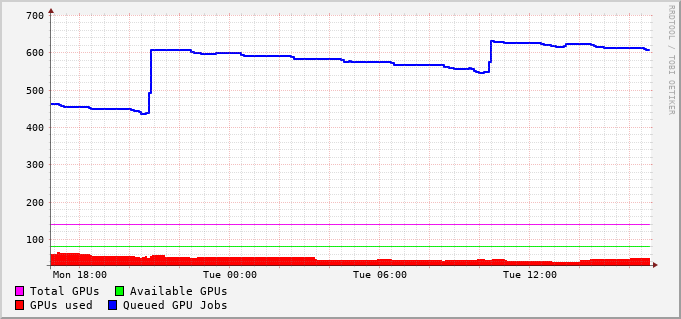 700
600
500
400
300
200
100
Mon 18:00 Tue 00:00 Tue 06:00 Tue 12:00
Total GPUs Available GPUs
GPUs used Queued GPU Jobs
RRDTOOL / TOBI OETIKER